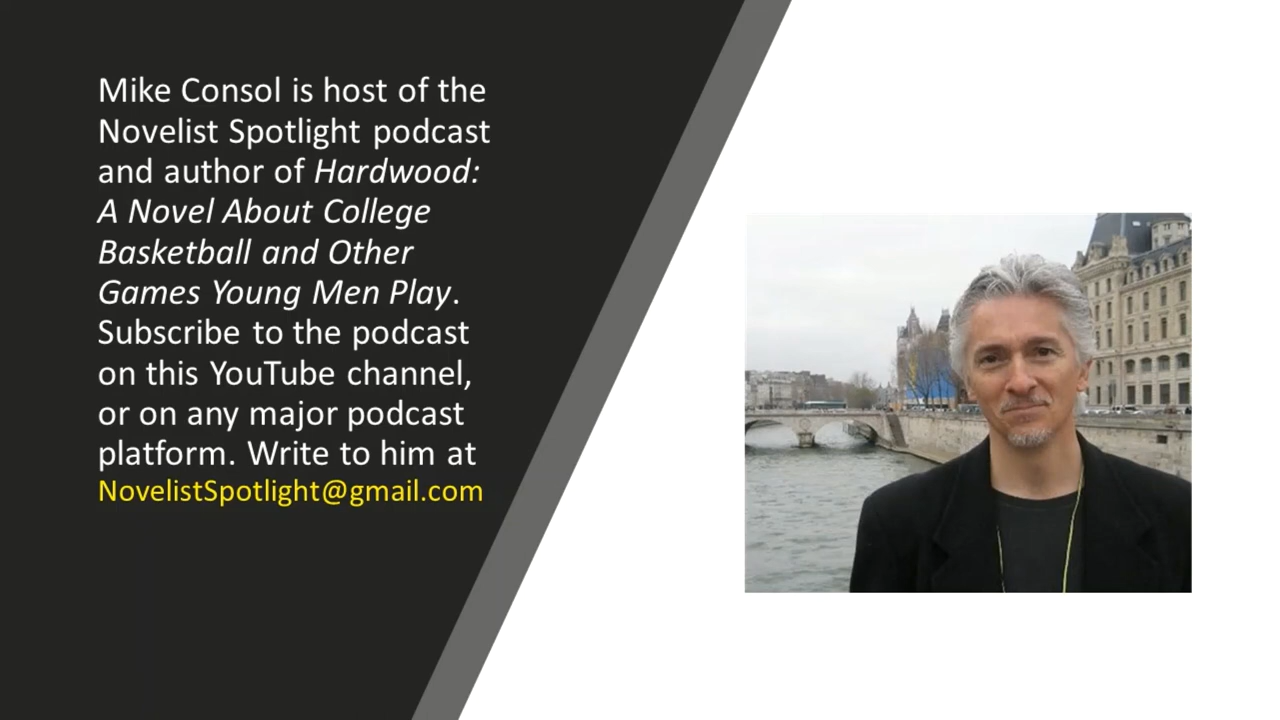 Mike Consol is host of the
Novelist Spotlight podcast
and author of Hardwood:
A Novel About College
Basketball and Other
Games Young Men Play.
Subscribe to the podcast
on this YouTube channel,
or on any major podcast
platform. Write to him at
NovelistSpotlight@gmail.com